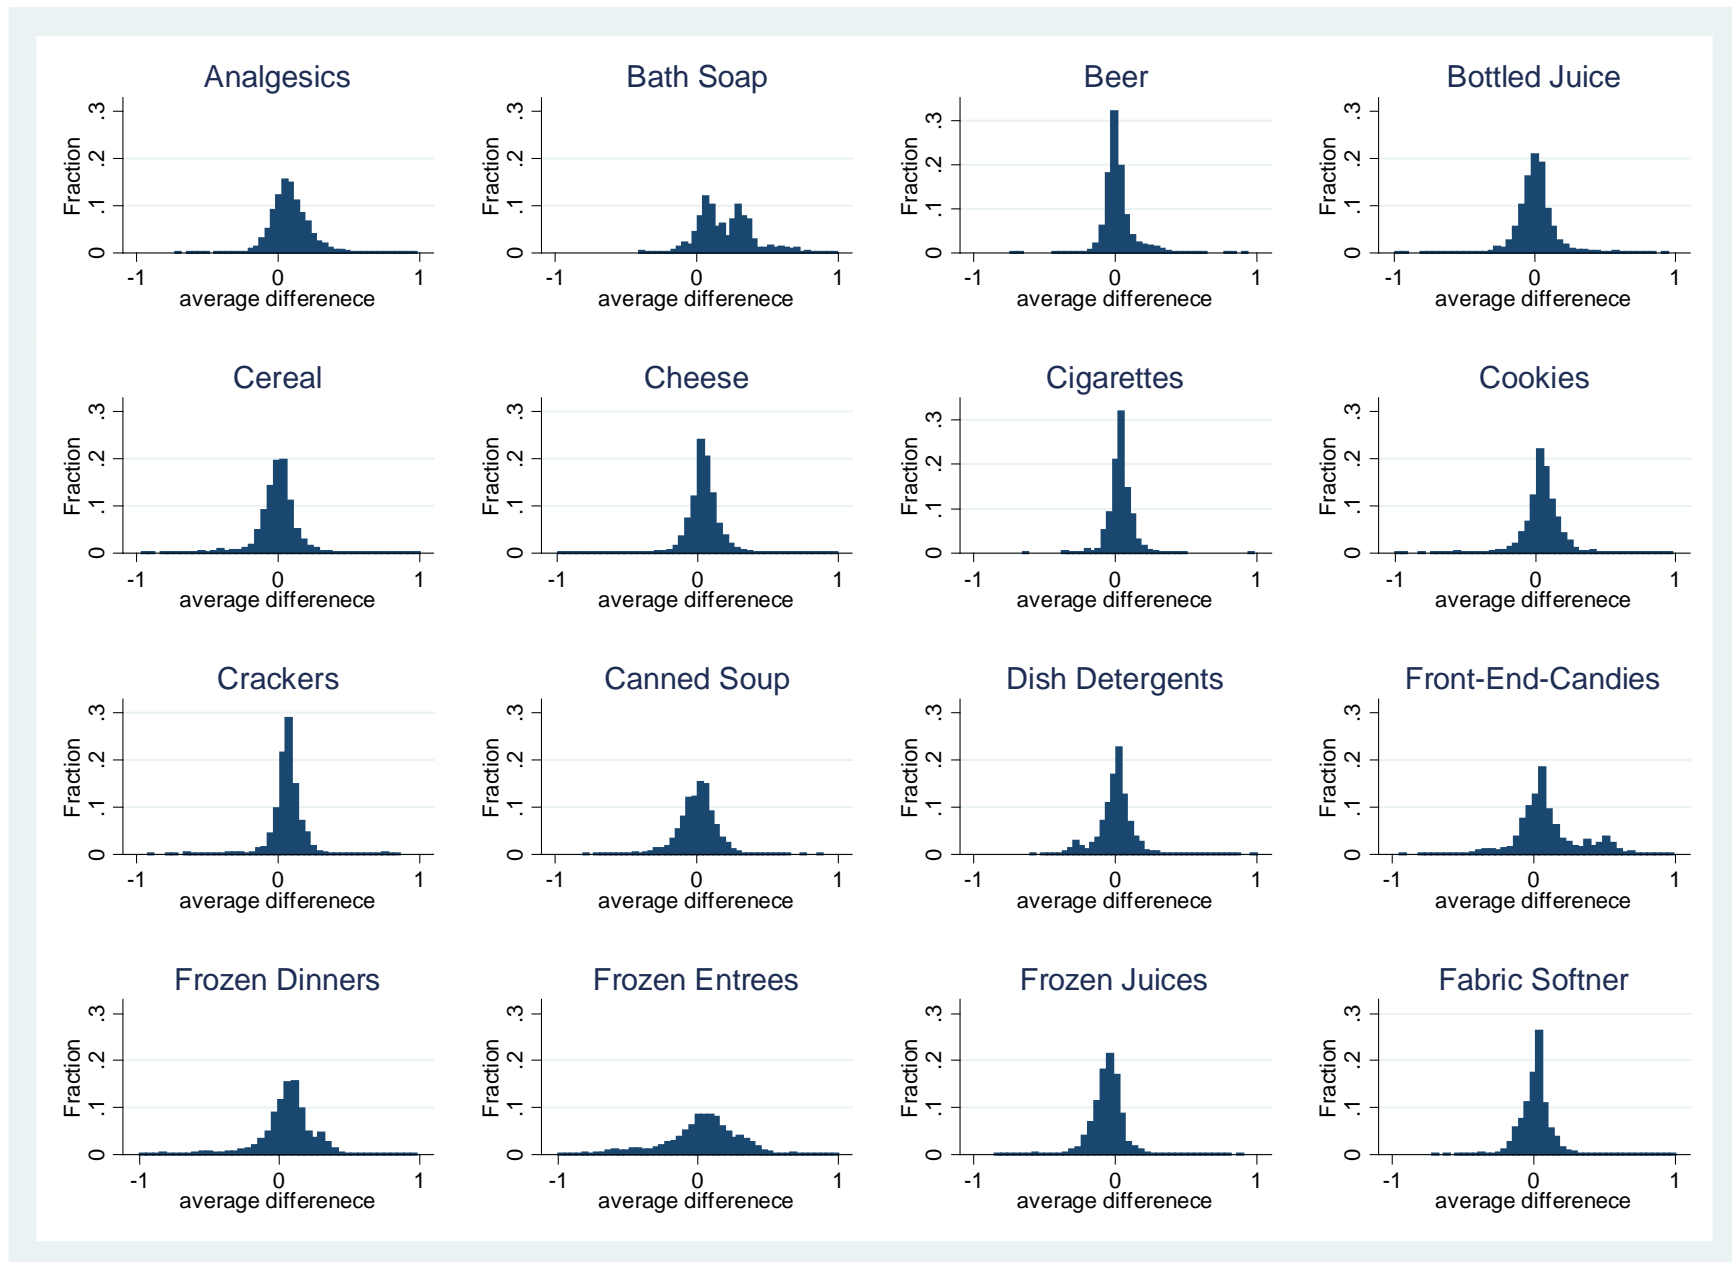 Analgesics Bath Soap Beer Bottled Juice
Fraction Fraction Fraction Fraction
.3 .3 .3 .3
.2 .2 .2 .2
.1 .1 .1 .1
0 0 0 0
-1 0 1 -1 0 1 -1 0 1 -1 0 1
average differenece average differenece average differenece average differenece
Cereal Cheese Cigarettes Cookies
Fraction Fraction Fraction Fraction
.3 .3 .3 .3
.2 .2 .2 .2
.1 .1 .1 .1
0 0 0 0
-1 0 1 -1 0 1 -1 0 1 -1 0 1
average differenece average differenece average differenece average differenece
Crackers Canned Soup Dish Detergents Front-End-Candies
Fraction Fraction Fraction Fraction
.3 .3 .3 .3
.2 .2 .2 .2
.1 .1 .1 .1
0 0 0 0
-1 0 1 -1 0 1 -1 0 1 -1 0 1
average differenece average differenece average differenece average differenece
Frozen Dinners Frozen Entrees Frozen Juices Fabric Softner
Fraction Fraction Fraction Fraction
.3 .3 .3 .3
.2 .2 .2 .2
.1 .1 .1 .1
0 0 0 0
-1 0 1 -1 0 1 -1 0 1 -1 0 1
average differenece average differenece average differenece average differenece